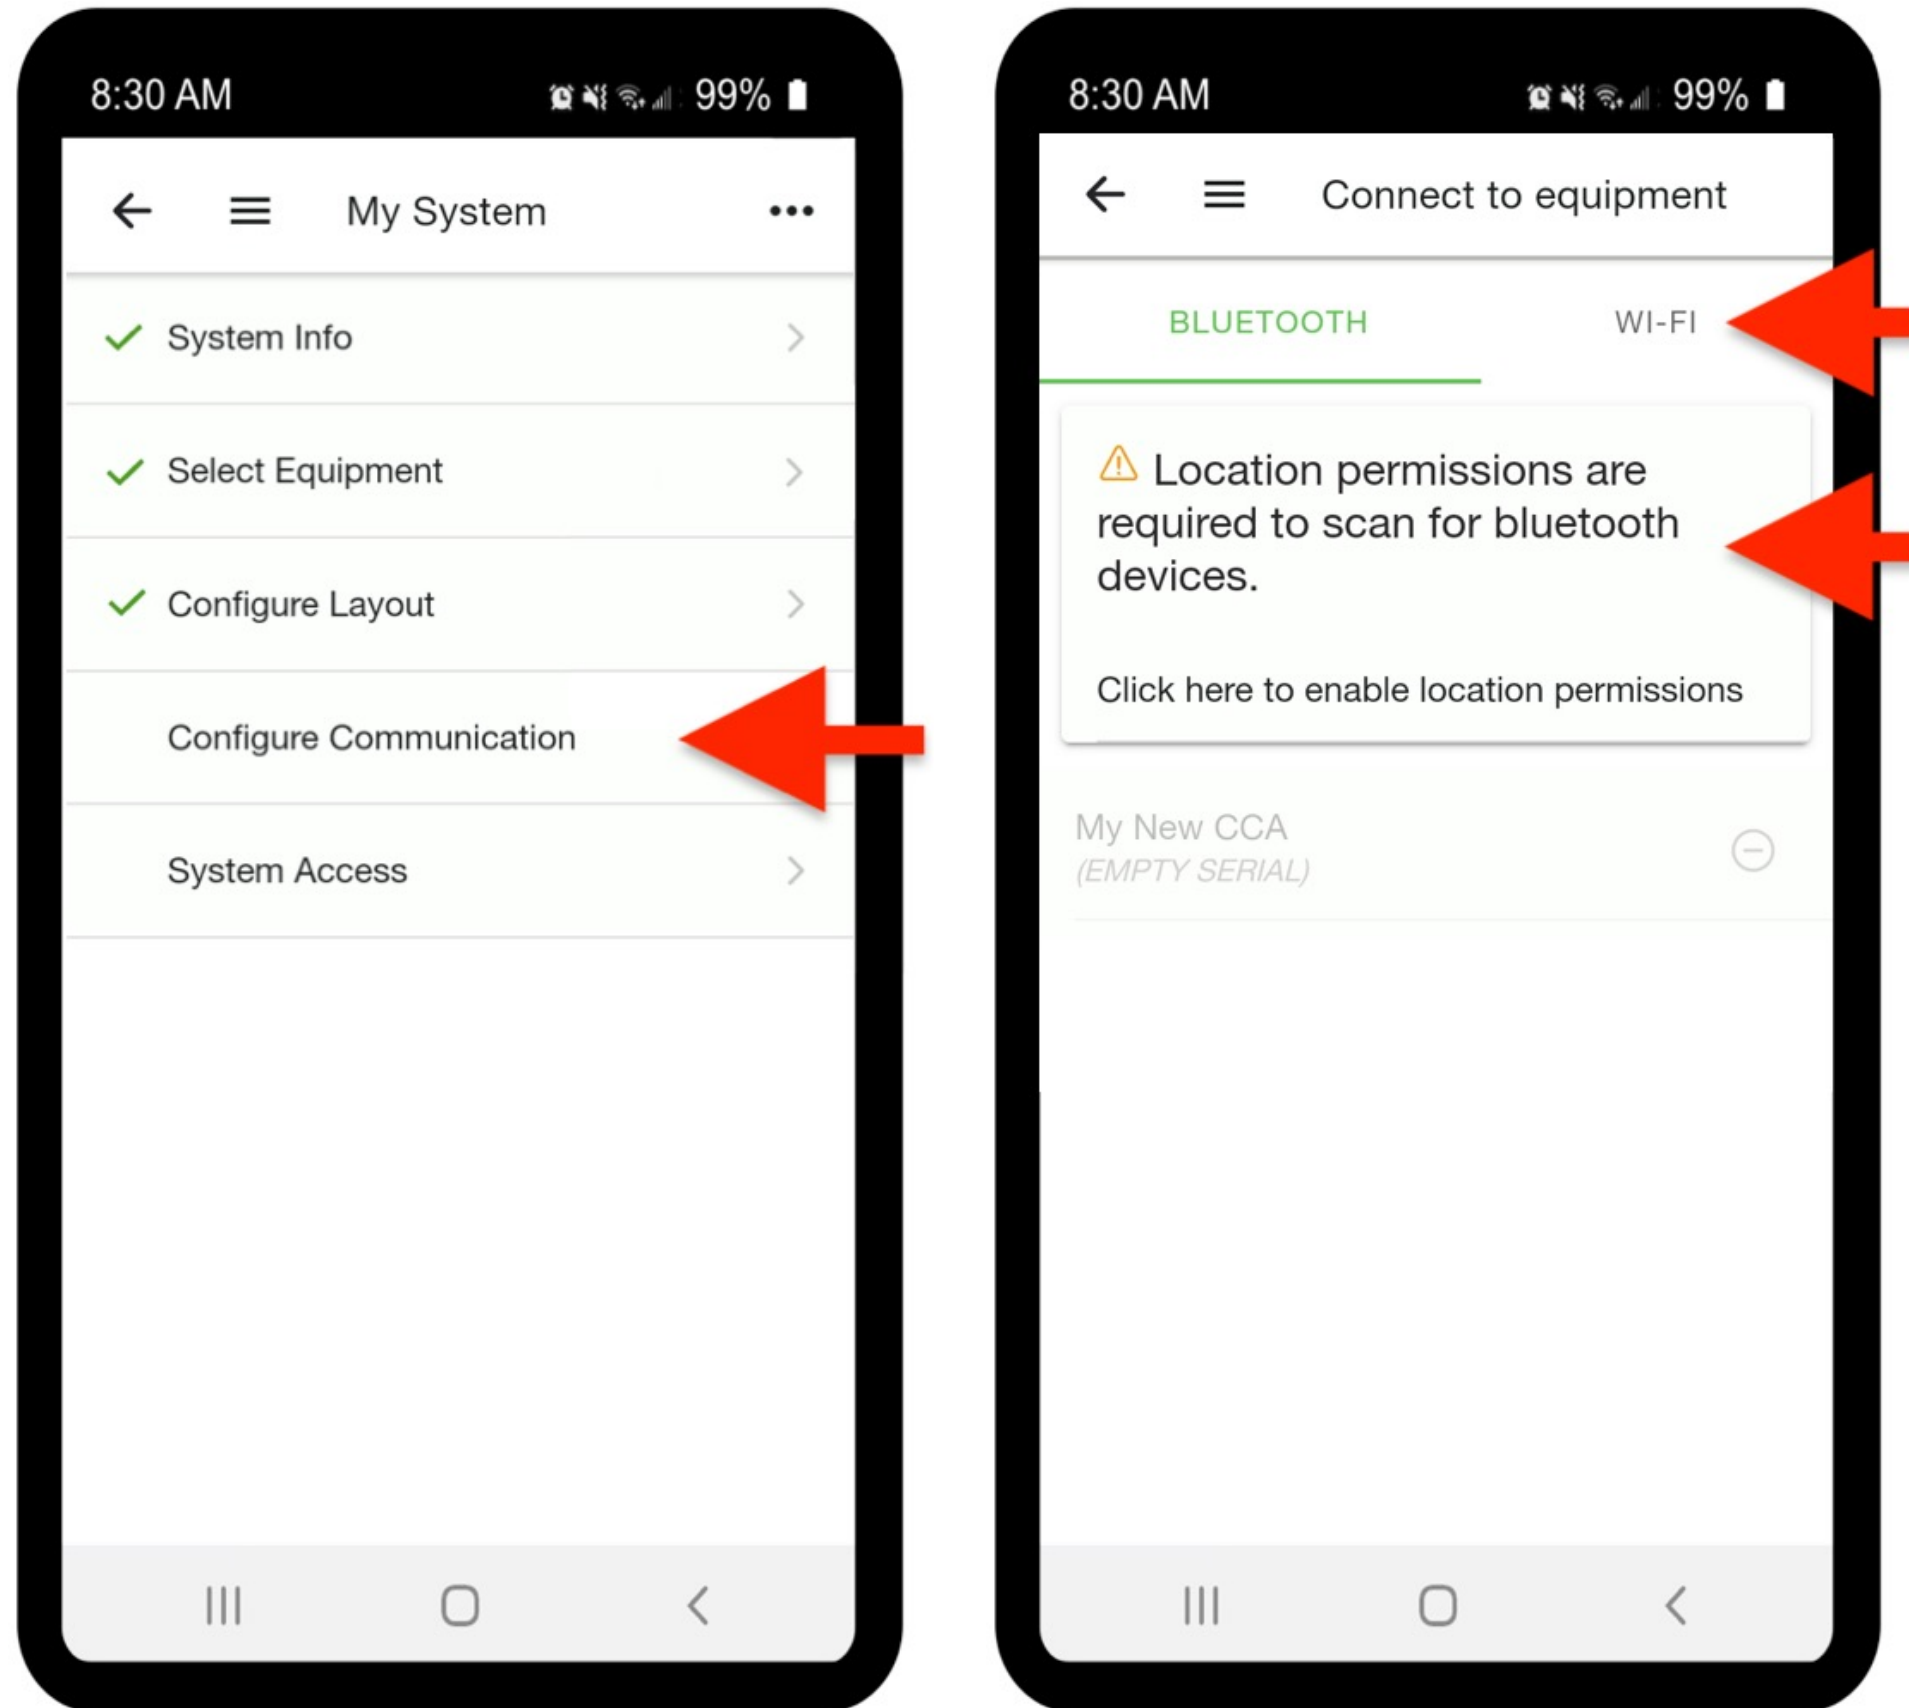 8:30 AM
99%
My System
System Info
Select Equipment
Configure Layout
Configure Communication
System Access
8:30 AM
99%
Connect to equipment
BLUETOOTH
WI-FI
Location permissions are
required to scan for bluetooth
devices.
Click here to enable location permissions
My New CCA
(EMPTY SERIAL)